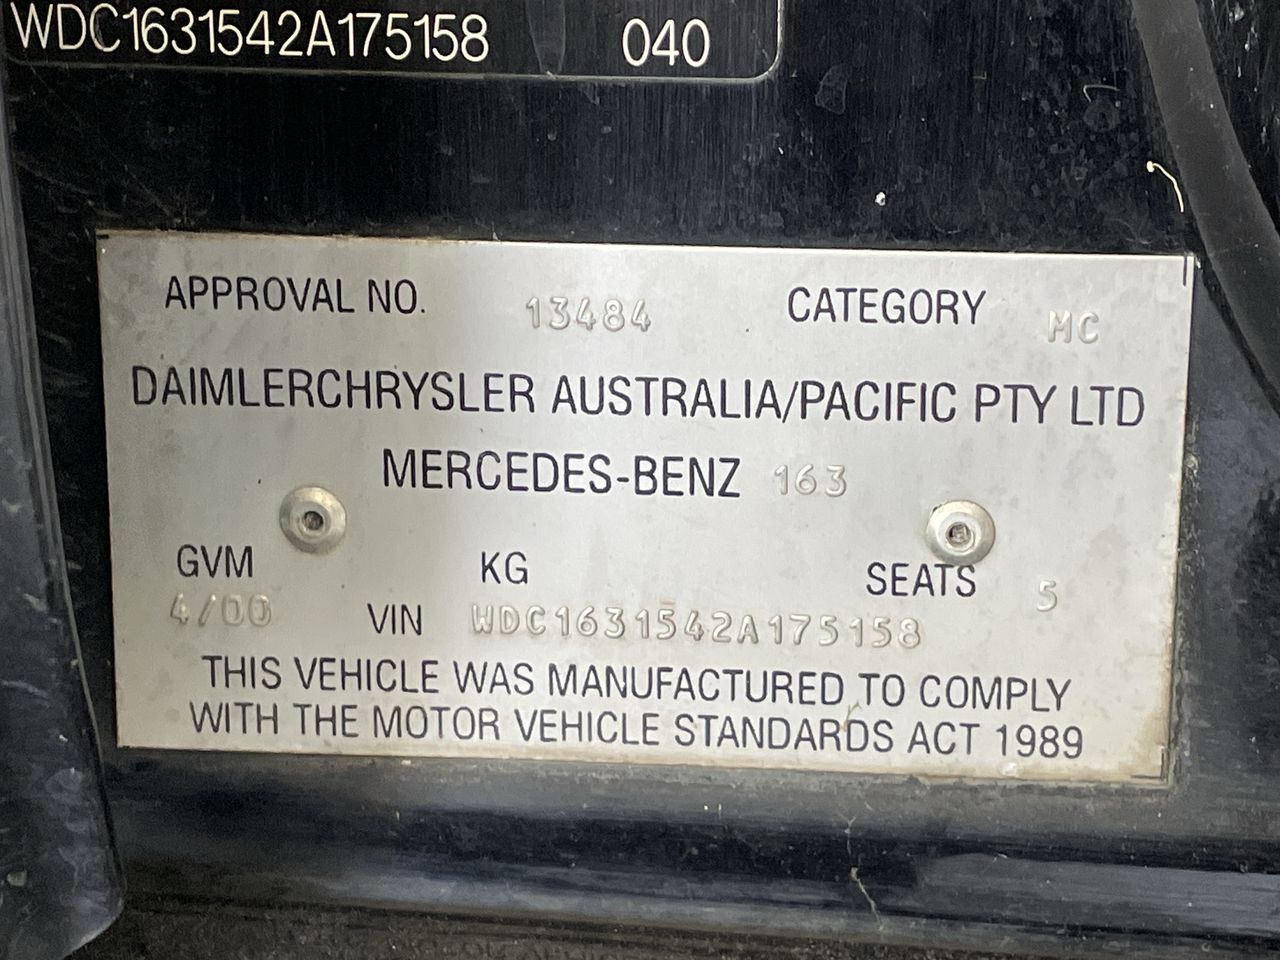 WDC1631542A175158 040
APPROVAL NO. 13484 CATEGORY MC
DAIMLERCHRYSLER AUSTRALIA/PACIFIC PTY LTD
MERCEDES-BENZ 163
GVM KG SEATS 5
4/00 VIN WDC1631542A175158
THIS VEHICLE WAS MANUFACTURED TO COMPLY
WITH THE MOTOR VEHICLE STANDARDS ACT 1989